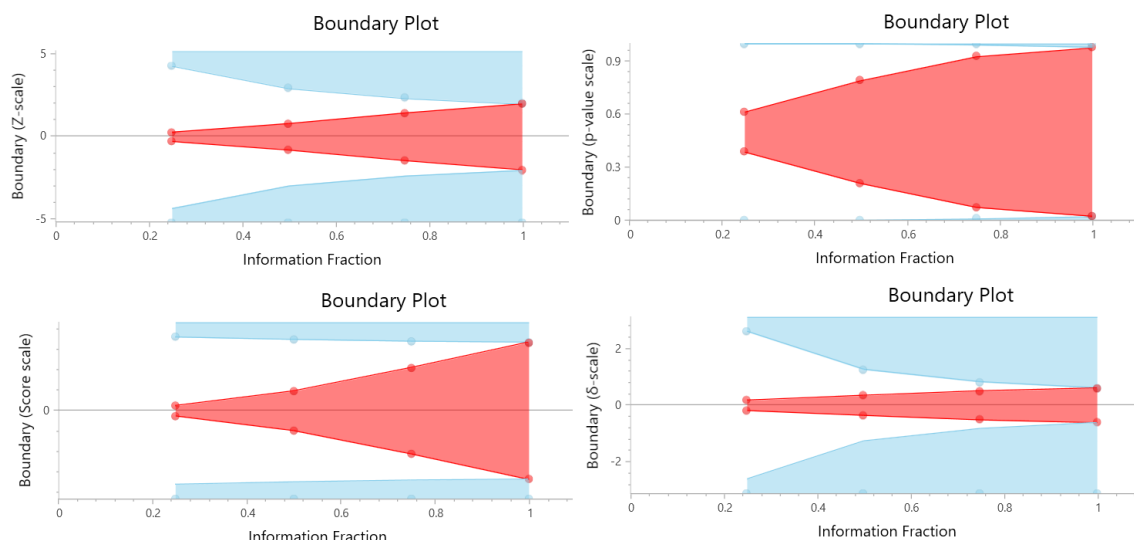 Boundary Plot
Boundary (Z-scale)
5
0
-5
0 0.2 0.4 0.6 0.8 1
Information Fraction
Boundary Plot
Boundary (p-value scale)
0.9
0.6
0.3
0
0 0.2 0.4 0.6 0.8 1
Information Fraction
Boundary Plot
Boundary (Score scale)
0
0 0.2 0.4 0.6 0.8 1
Information Fraction
Boundary Plot
Boundary (δ-scale)
2
0
-2
0 0.2 0.4 0.6 0.8 1
Information Fraction